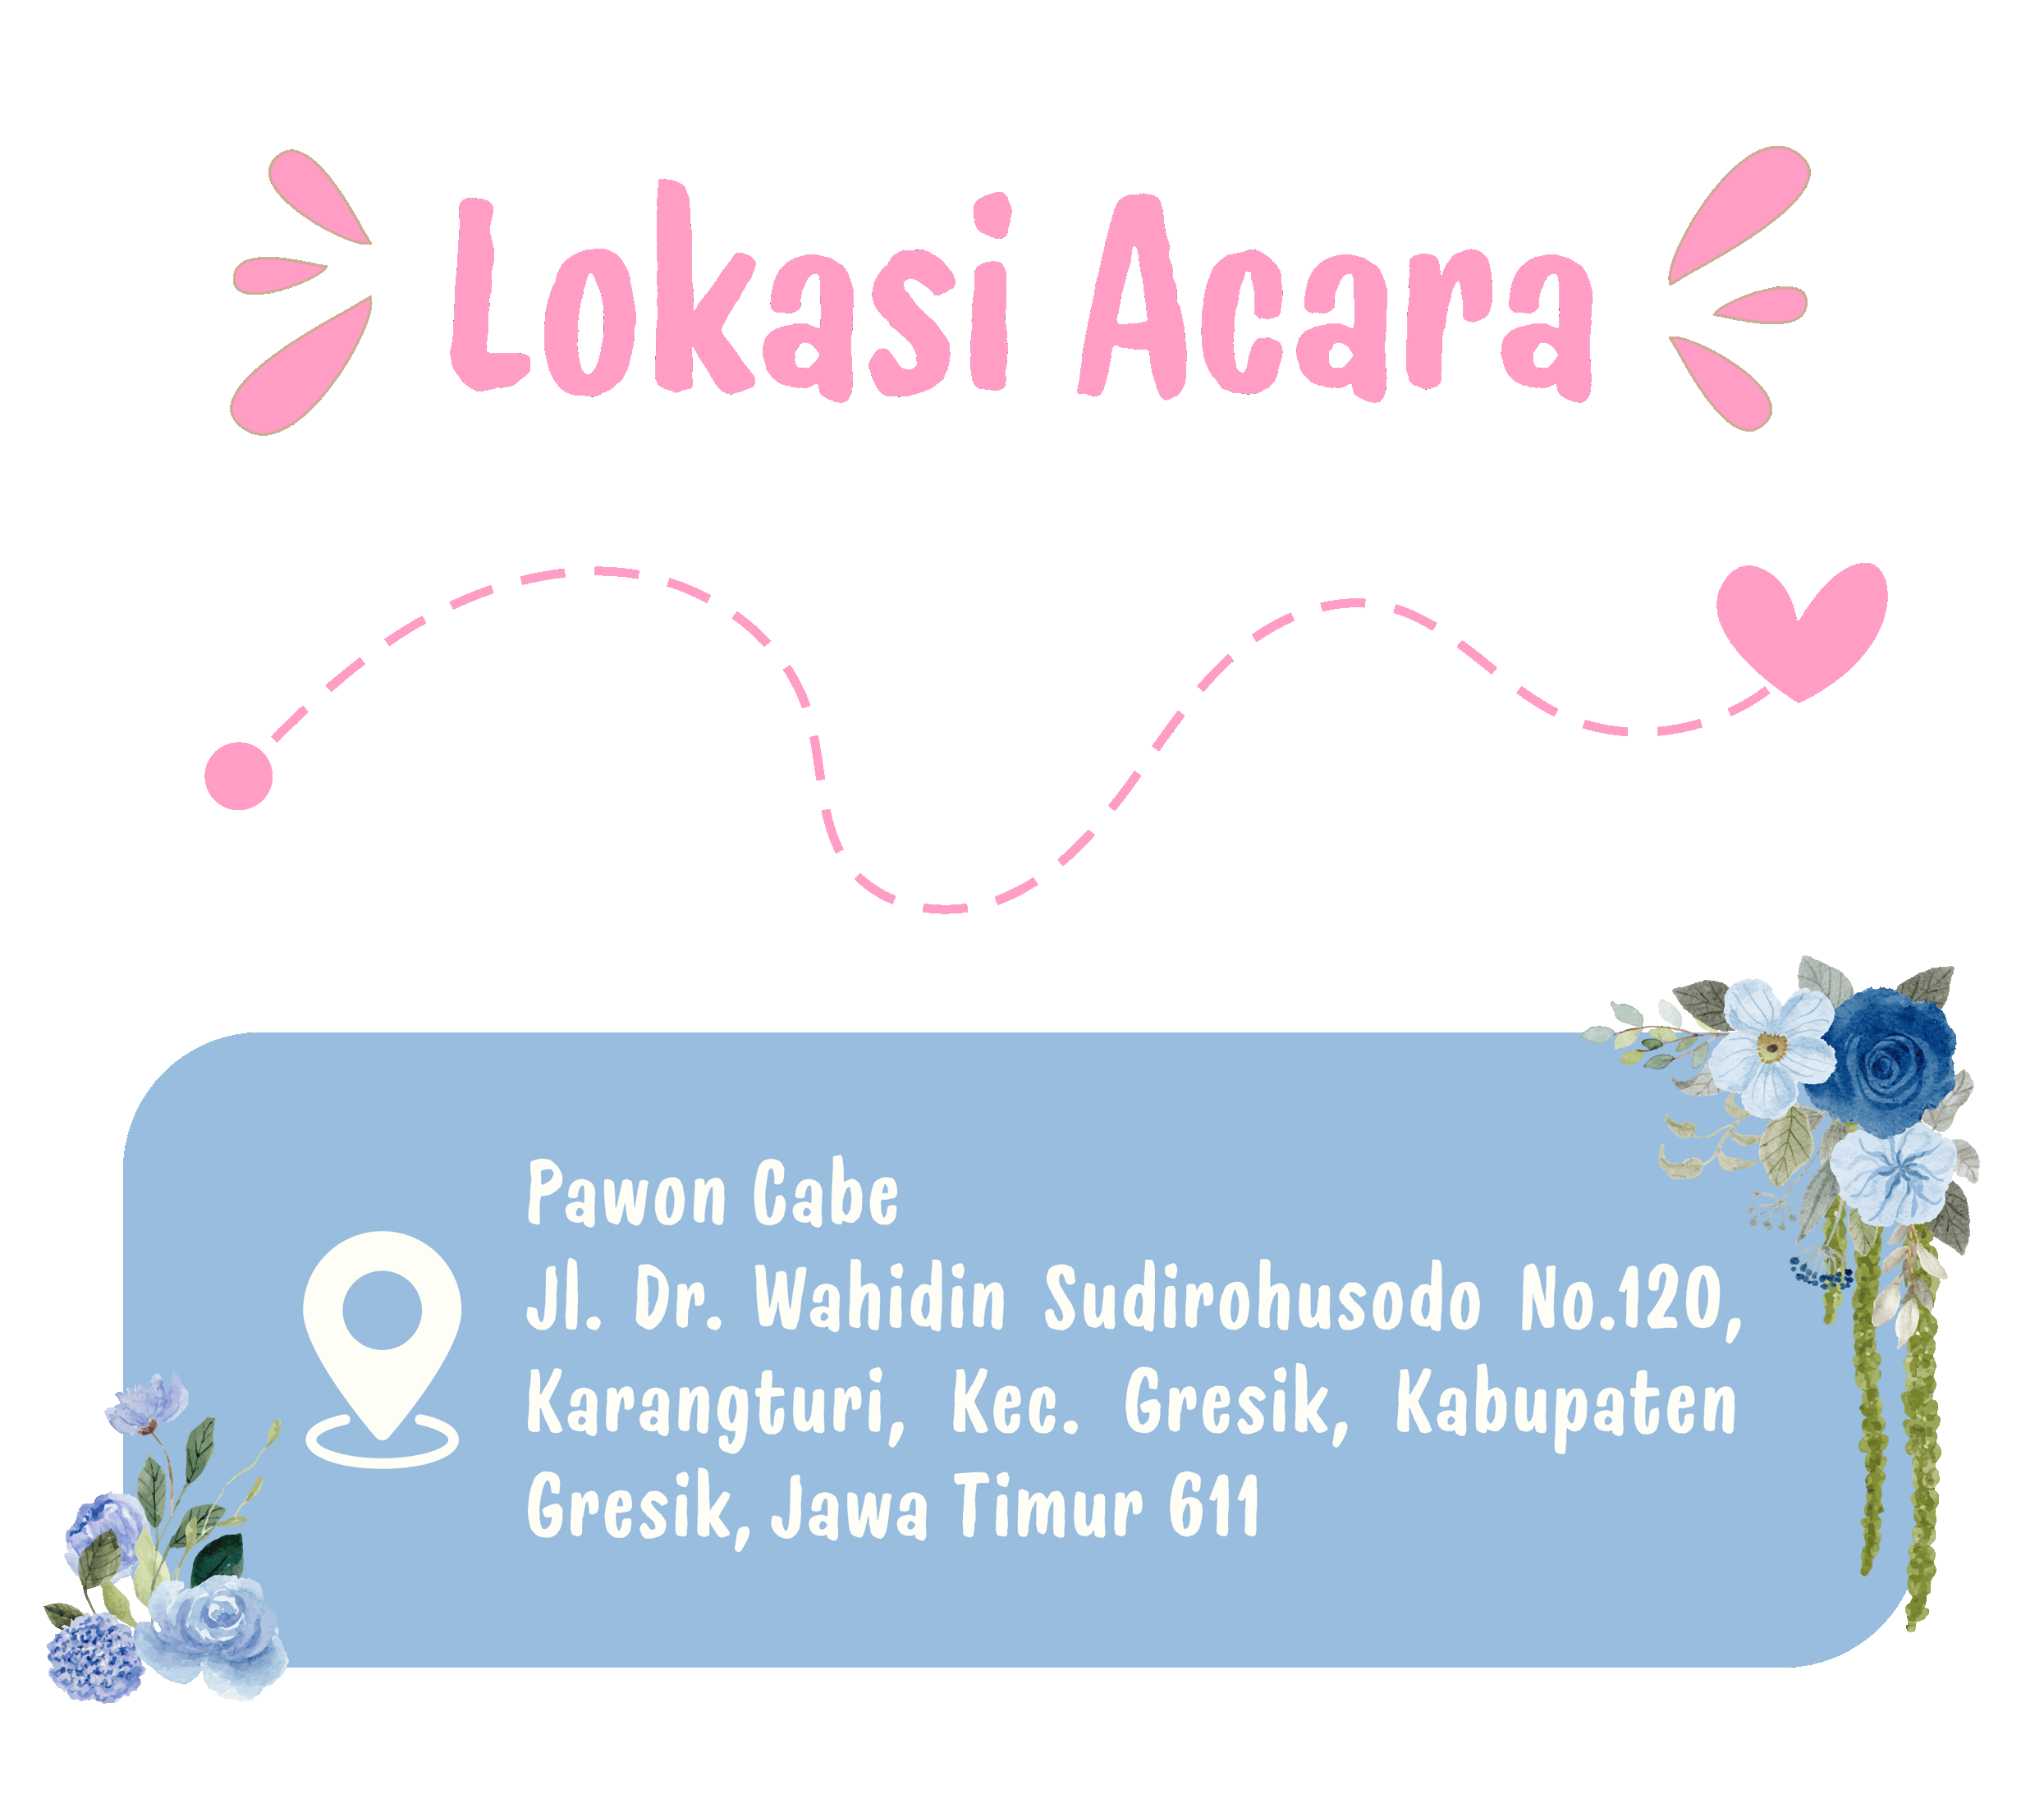 Lokasi Acara
Pawon Cabe
Jl. Dr. Wahidin Sudirohusodo No.120,
Karangturi, Kec. Gresik, Kabupaten
Gresik, Jawa Timur 611